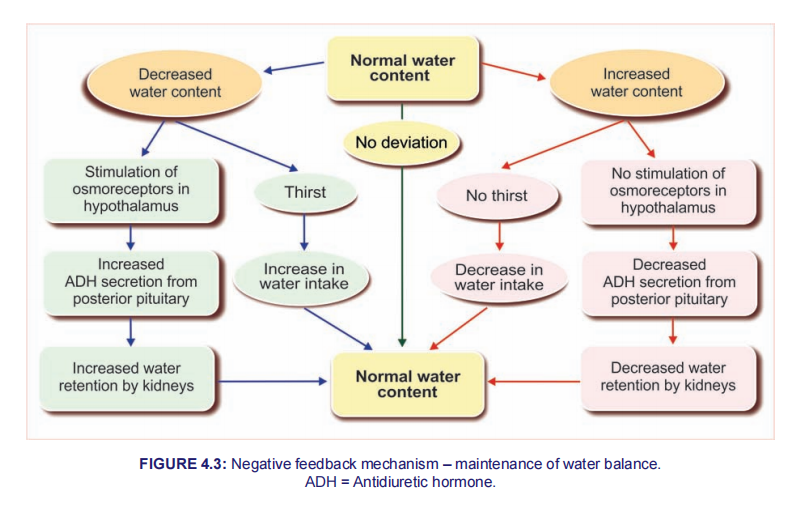 Normal water
content
Decreased
water content
Increased
water content
No deviation
Stimulation of
osmoreceptors in
hypothalamus
Thirst
No thirst
No stimulation of
osmoreceptors in
hypothalamus
Increased
ADH secretion from
posterior pituitary
Increase in
water intake
Decrease in
water intake
Decreased
ADH secretion from
posterior pituitary
Increased water
retention by kidneys
Normal water
content
Decreased water
retention by kidneys
FIGURE 4.3: Negative feedback mechanism – maintenance of water balance.
ADH = Antidiuretic hormone.